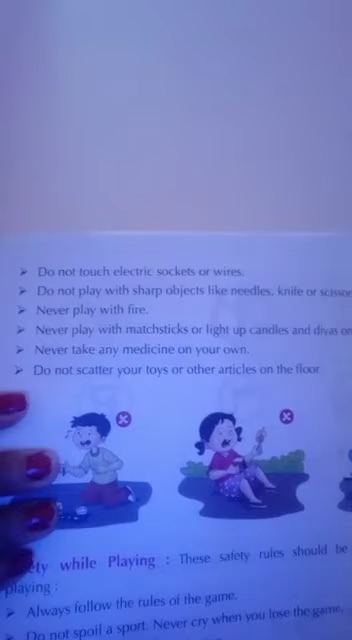 ➤ Do not touch electric sockets or wires.
➤ Do not play with sharp objects like needles, knife or scissor
➤ Never play with fire.
➤ Never play with matchsticks or light up candles and divas on
➤ Never take any medicine on your own.
➤ Do not scatter your toys or other articles on the floor
ety while Playing : These safety rules should be
playing :
➤ Always follow the rules of the game.
➤ Do not spoil a sport. Never cry when you lose the game.